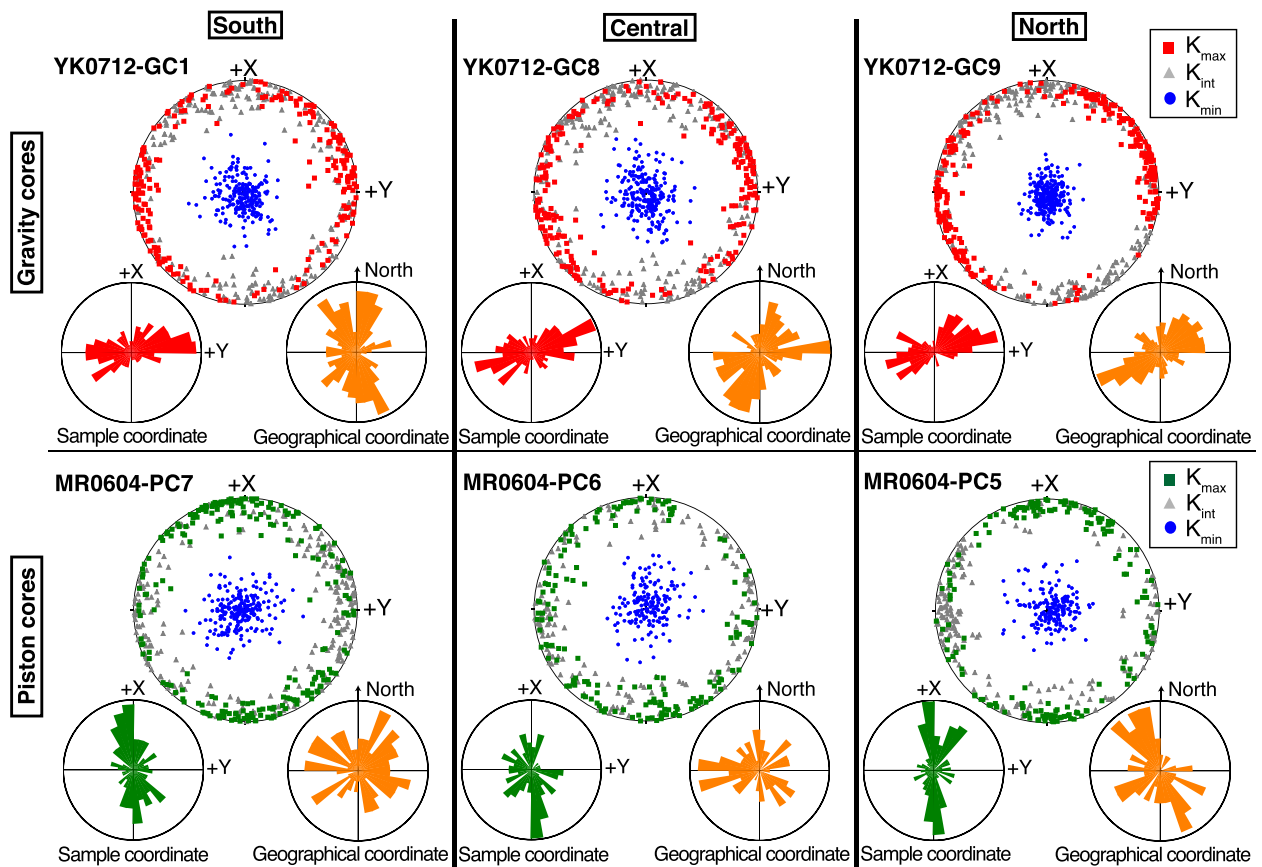 South
Central
North
Gravity cores
YK0712-GC1
+X
+Y
+X
+Y
Sample coordinate
North
Geographical coordinate
YK0712-GC8
+X
+Y
+X
+Y
Sample coordinate
North
Geographical coordinate
YK0712-GC9
+X
+Y
+X
+Y
Sample coordinate
North
Geographical coordinate
Kmax
Kint
Kmin
Piston cores
MR0604-PC7
+X
+Y
+X
+Y
Sample coordinate
North
Geographical coordinate
MR0604-PC6
+X
+Y
+X
+Y
Sample coordinate
North
Geographical coordinate
MR0604-PC5
+X
+Y
+X
+Y
Sample coordinate
North
Geographical coordinate
Kmax
Kint
Kmin